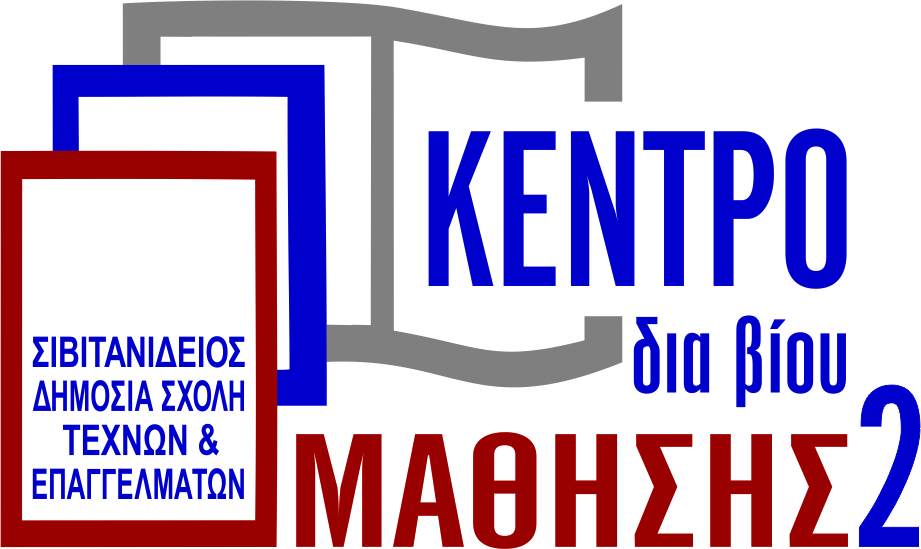 ΚΕΝΤΡΟ
δια βίου
ΜΑΘΗΣΗΣ 2
ΣΙΒΙΤΑΝΙΔΕΙΟΣ
ΔΗΜΟΣΙΑ ΣΧΟΛΗ
ΤΕΧΝΩΝ &
ΕΠΑΓΓΕΛΜΑΤΩΝ